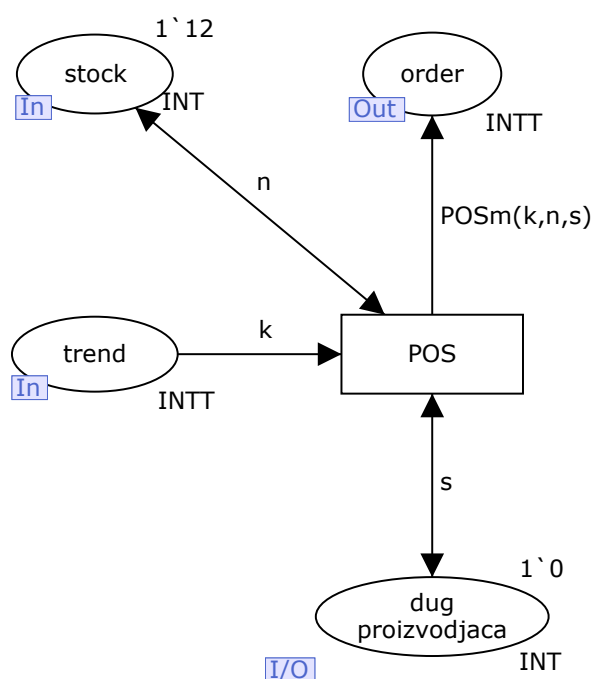 1`12
stock
In
INT
order
Out
INTT
n
POSm(k,n,s)
trend
In
INTT
k
POS
s
1`0
dug
proizvodjaca
INT
I/O